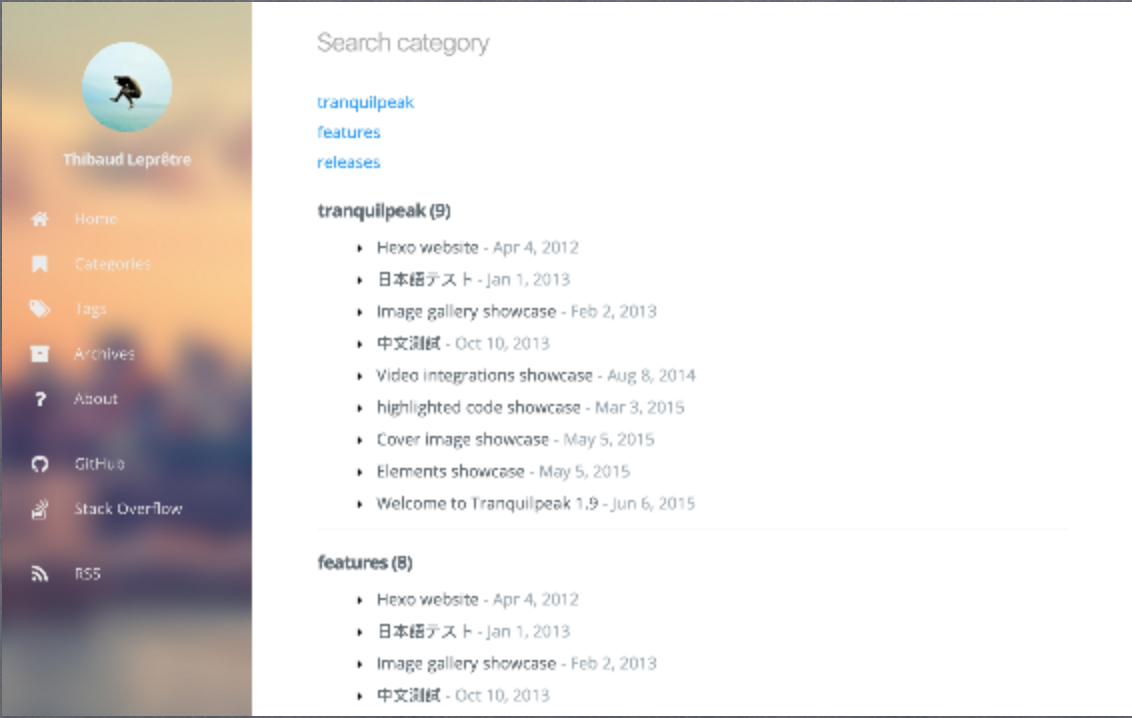 Thibaud Leprêtre
Home
Categories
Tags
Archives
About
GitHub
Stack Overflow
RSS
Search category
tranquilpeak
features
releases
tranquilpeak (9)
Hexo website - Apr 4, 2012
日本語テスト - Jan 1, 2013
Image gallery showcase - Feb 2, 2013
中文測試 - Oct 10, 2013
Video integrations showcase - Aug 8, 2014
highlighted code showcase - Mar 3, 2015
Cover image showcase - May 5, 2015
Elements showcase - May 5, 2015
Welcome to Tranquilpeak 1.9 - Jun 6, 2015
features (8)
Hexo website - Apr 4, 2012
日本語テスト - Jan 1, 2013
Image gallery showcase - Feb 2, 2013
中文測試 - Oct 10, 2013